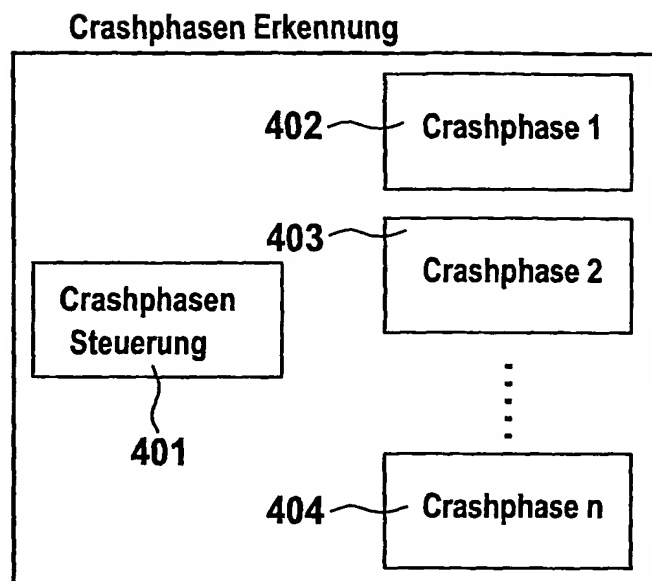 Crashphasen Erkennung
402
Crashphase 1
403
Crashphase 2
Crashphasen
Steuerung
401
404
Crashphase n